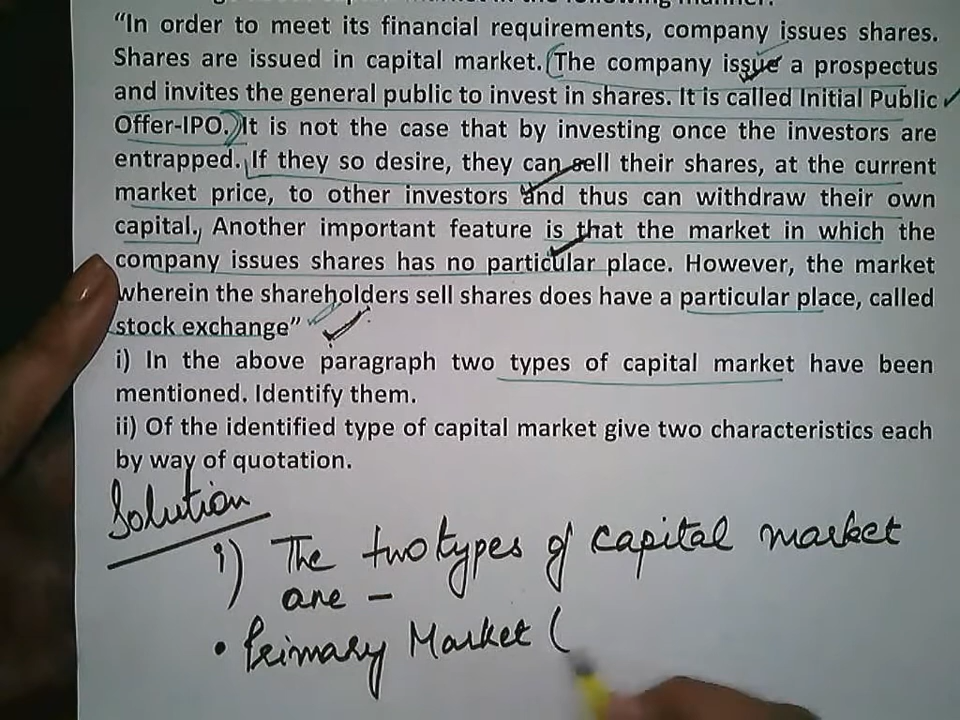 “In order to meet its financial requirements, company issues shares.
Shares are issued in capital market. The company issue a prospectus
and invites the general public to invest in shares. It is called Initial Public
Offer-IPO. It is not the case that by investing once the investors are
entrapped. If they so desire, they can sell their shares, at the current
market price, to other investors and thus can withdraw their own
capital. Another important feature is that the market in which the
company issues shares has no particular place. However, the market
wherein the shareholders sell shares does have a particular place, called
stock exchange”
i) In the above paragraph two types of capital market have been
mentioned. Identify them.
ii) Of the identified type of capital market give two characteristics each
by way of quotation.
Solution
i) The two types of capital market
are -
• Primary Market (